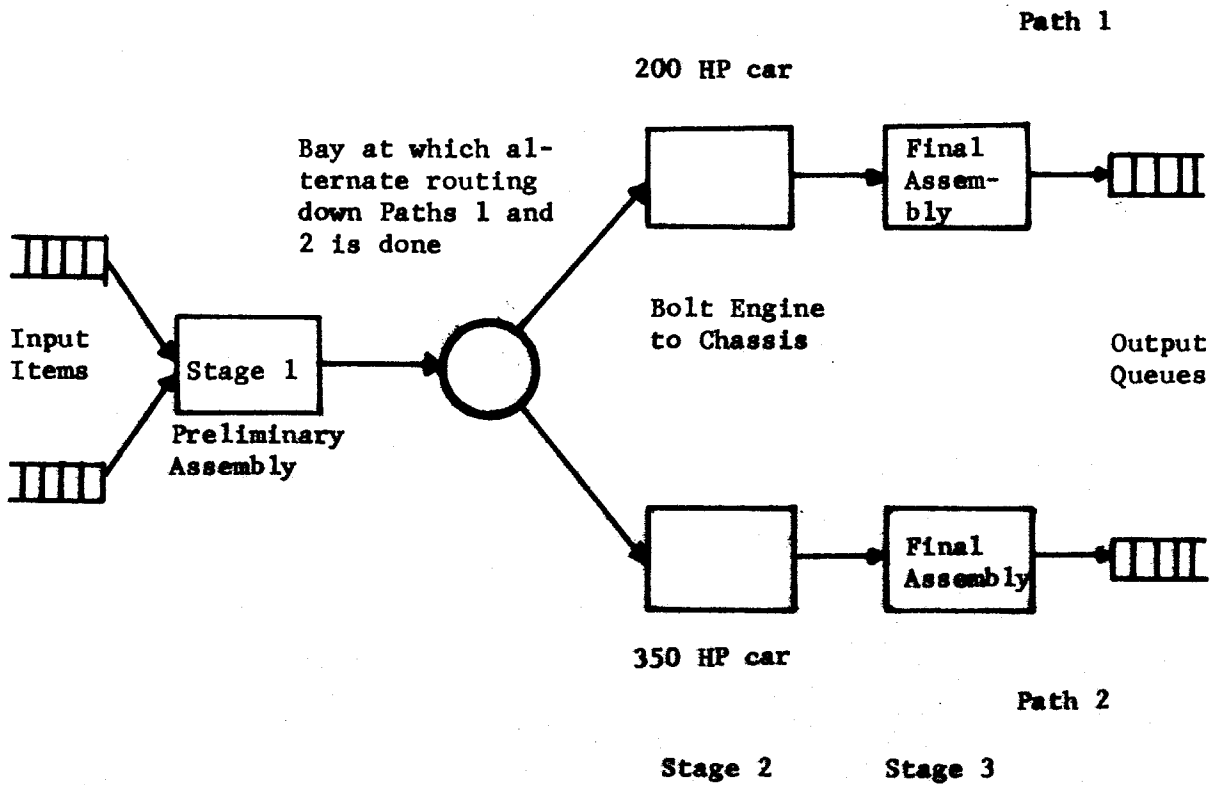 Path 1
200 HP car
Bay at which al-
ternate routing
down Paths 1 and
2 is done
Final
Assem-
bly
Input
Items
Stage 1
Preliminary
Assembly
Bolt Engine
to Chassis
Output
Queues
Final
Assembly
350 HP car
Path 2
Stage 2
Stage 3